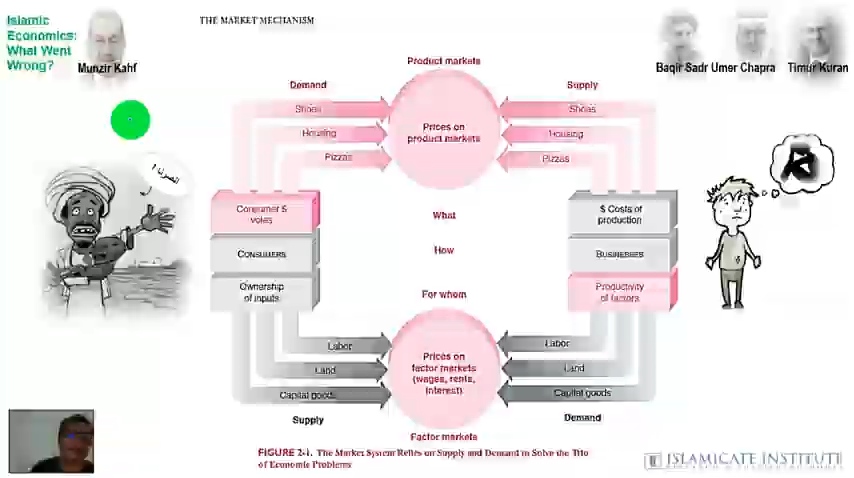 Islamic
Economics:
What Went
Wrong?
Munzir Kahf
THE MARKET MECHANISM
Baqir Sadr Umer Chapra Timur Kuran
Product markets
Demand
Supply
Shoes
Housing
Pizzas
Prices on
product markets
Shoes
Housing
Pizzas
Consumer $
votes
CONSUMERS
Ownership
of inputs
What
How
For whom
$ Costs of
production
BUSINESSES
Productivity
of factors
Labor
Land
Capital goods
Prices on
factor markets
(wages, rents,
interest)
Labor
Land
Capital goods
Supply
Demand
Factor markets
FIGURE 2-1. The Market System Relies on Supply and Demand to Solve the Trio
of Economic Problems
ISLAMICATE INSTITUTE